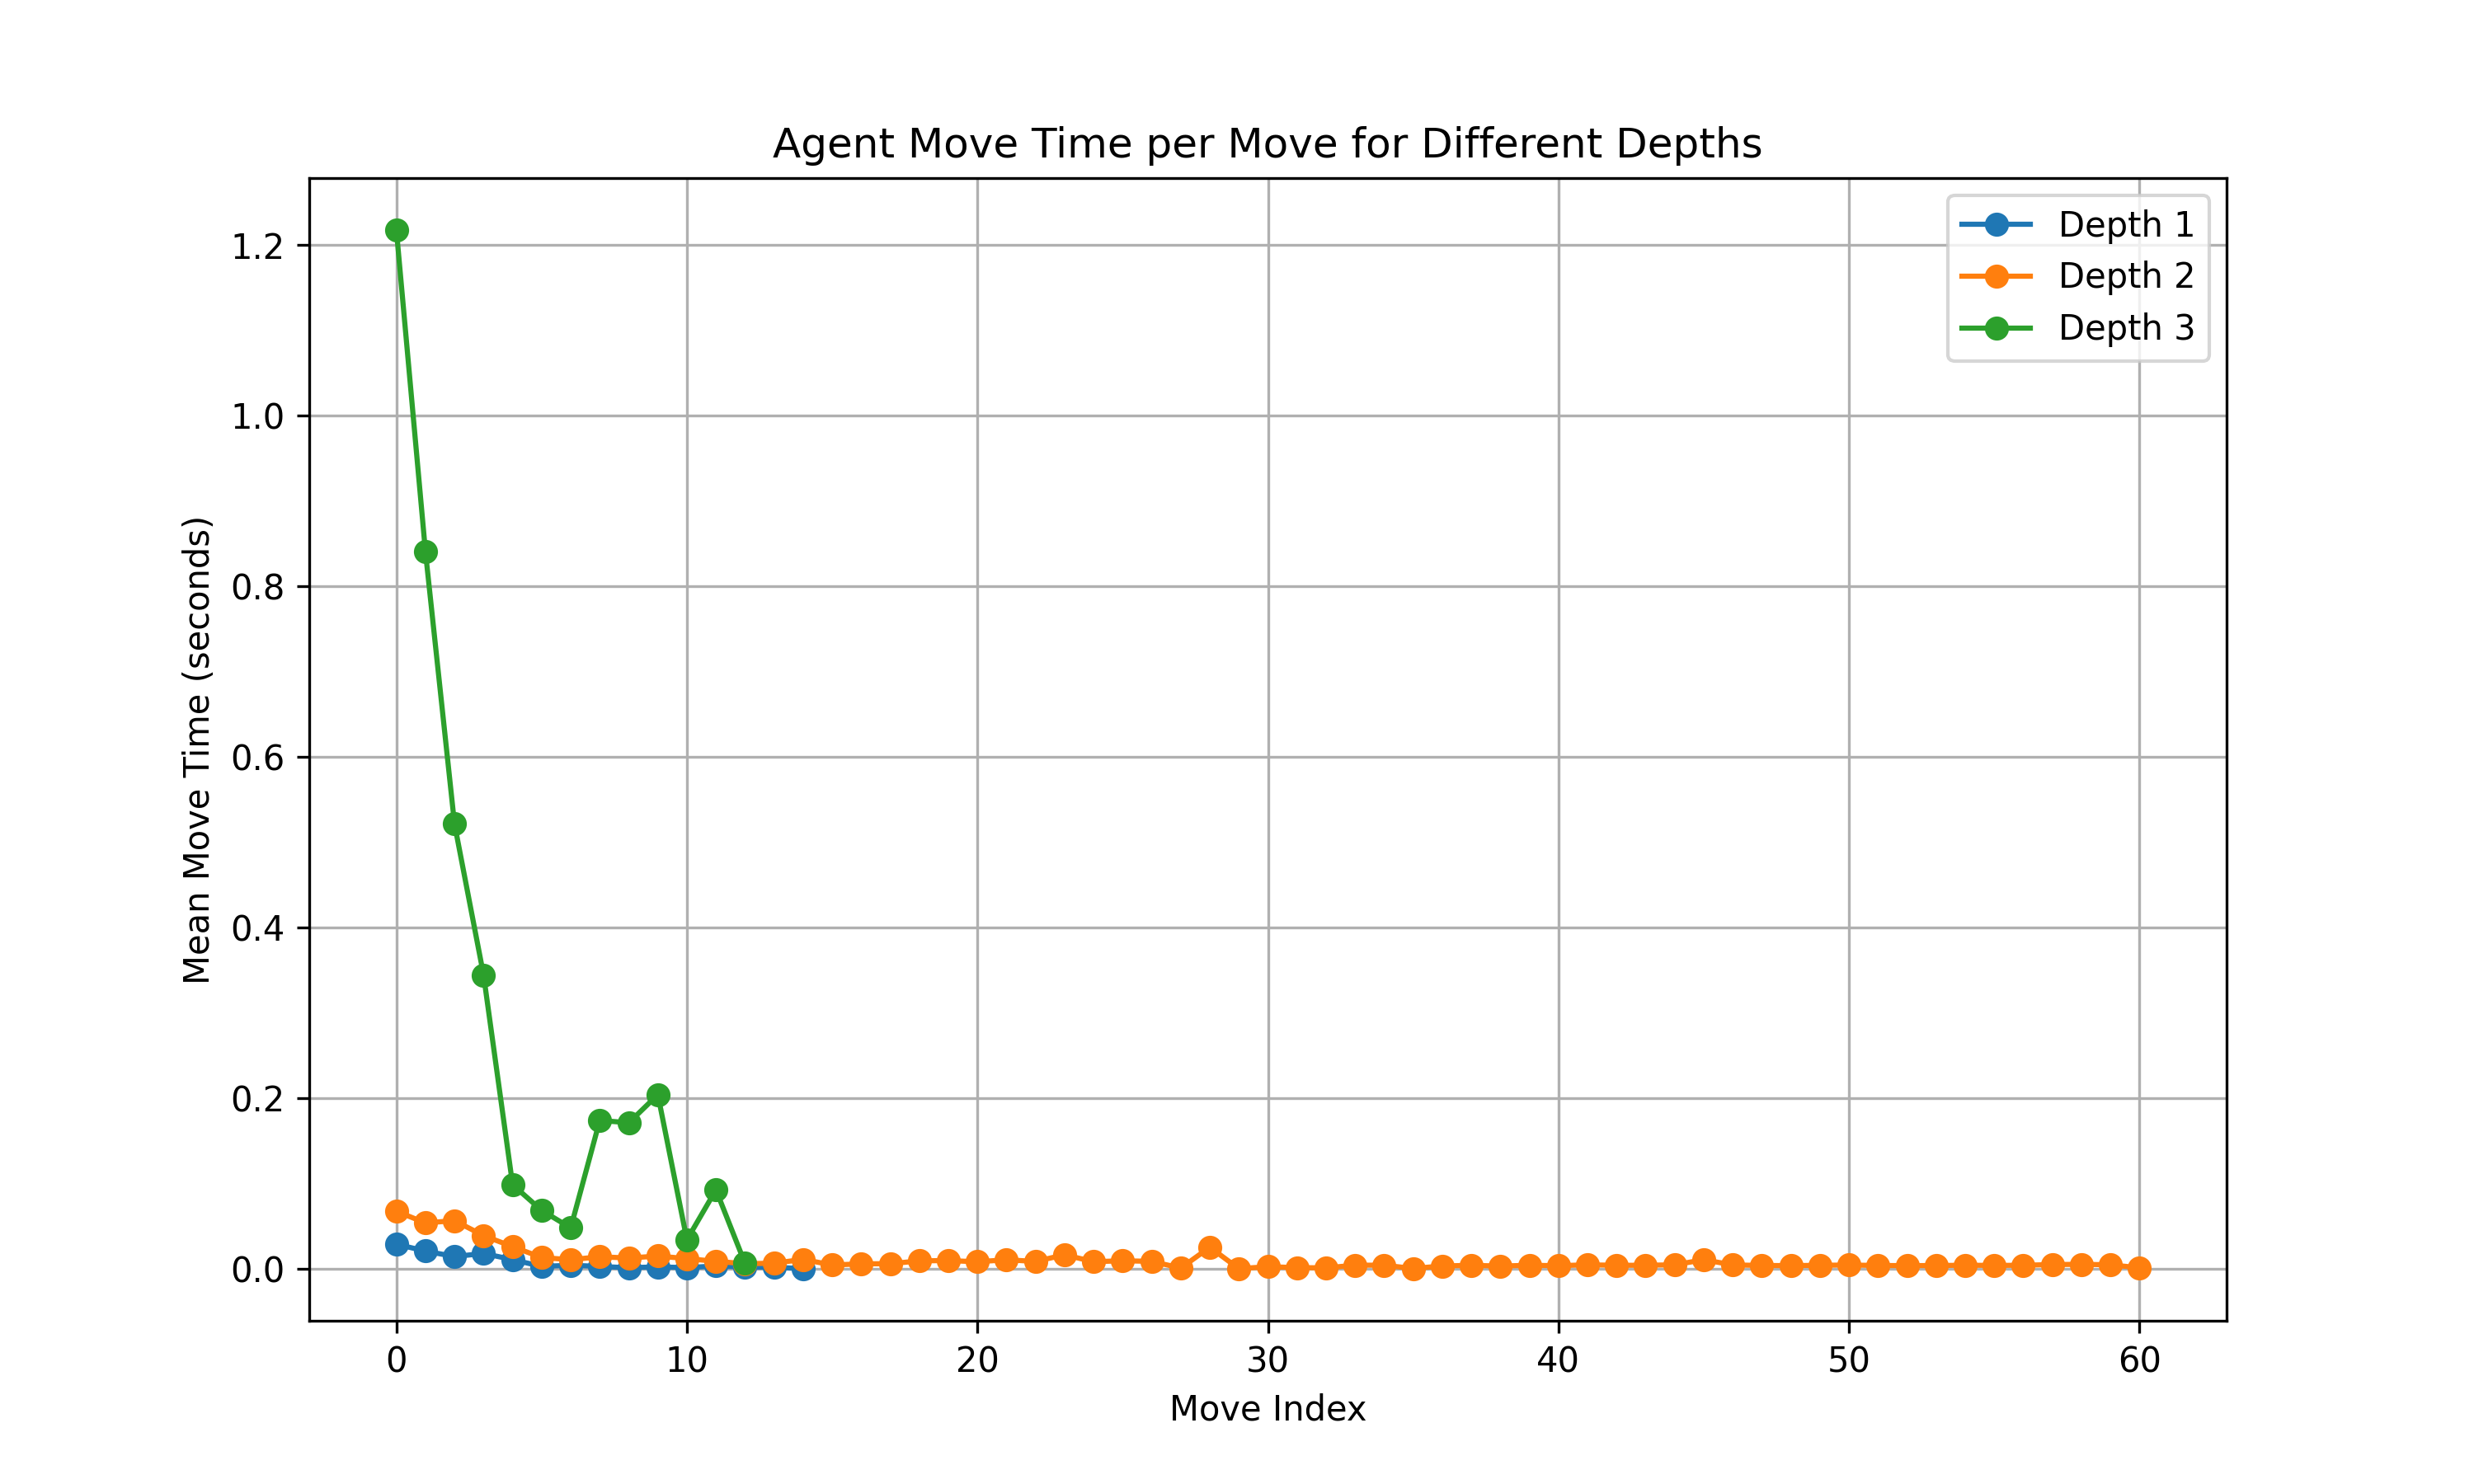 Agent Move Time per Move for Different Depths
Depth 1
Depth 2
Depth 3
Mean Move Time (seconds)
1.2
1.0
0.8
0.6
0.4
0.2
0.0
0 10 20 30 40 50 60
Move Index